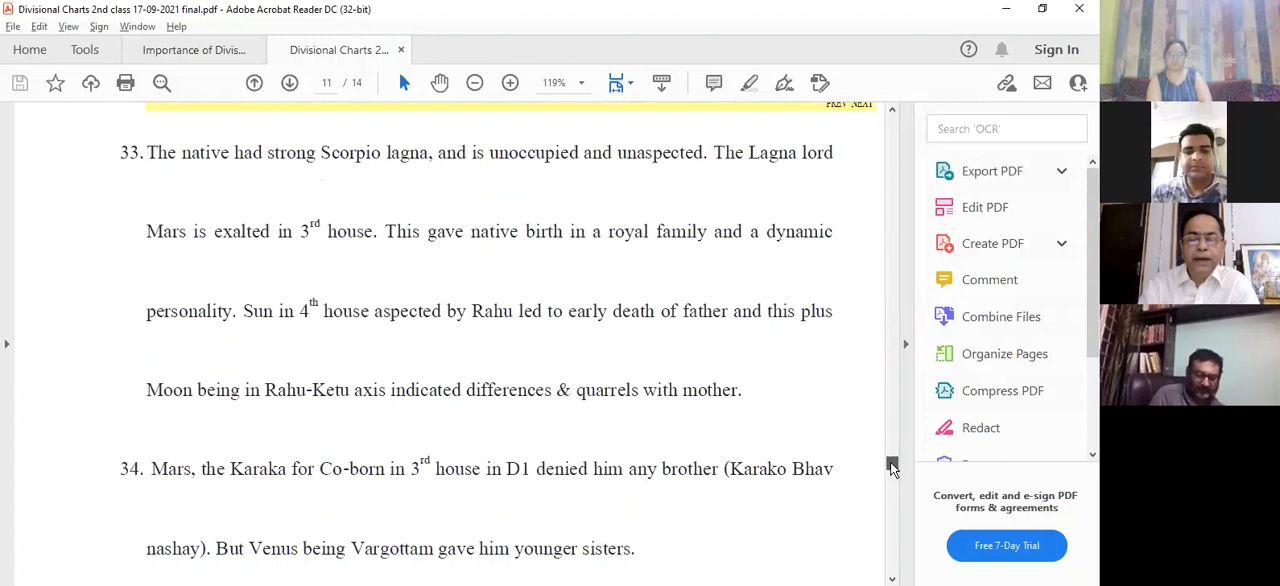 Divisional Charts 2nd class 17-09-2021 final.pdf - Adobe Acrobat Reader DC (32-bit)
File Edit View Sign Window Help
Home Tools Importance of Divis... Divisional Charts 2... × Sign In
11 / 14 119%
PREV NEXT
33. The native had strong Scorpio lagna, and is unoccupied and unaspected. The Lagna lord
Mars is exalted in 3rd house. This gave native birth in a royal family and a dynamic
personality. Sun in 4th house aspected by Rahu led to early death of father and this plus
Moon being in Rahu-Ketu axis indicated differences & quarrels with mother.
34. Mars, the Karaka for Co-born in 3rd house in D1 denied him any brother (Karako Bhav
nashay). But Venus being Vargottam gave him younger sisters.
Search 'OCR'
Export PDF
Edit PDF
Create PDF
Comment
Combine Files
Organize Pages
Compress PDF
Redact
Convert, edit and e-sign PDF
forms & agreements
Free 7-Day Trial